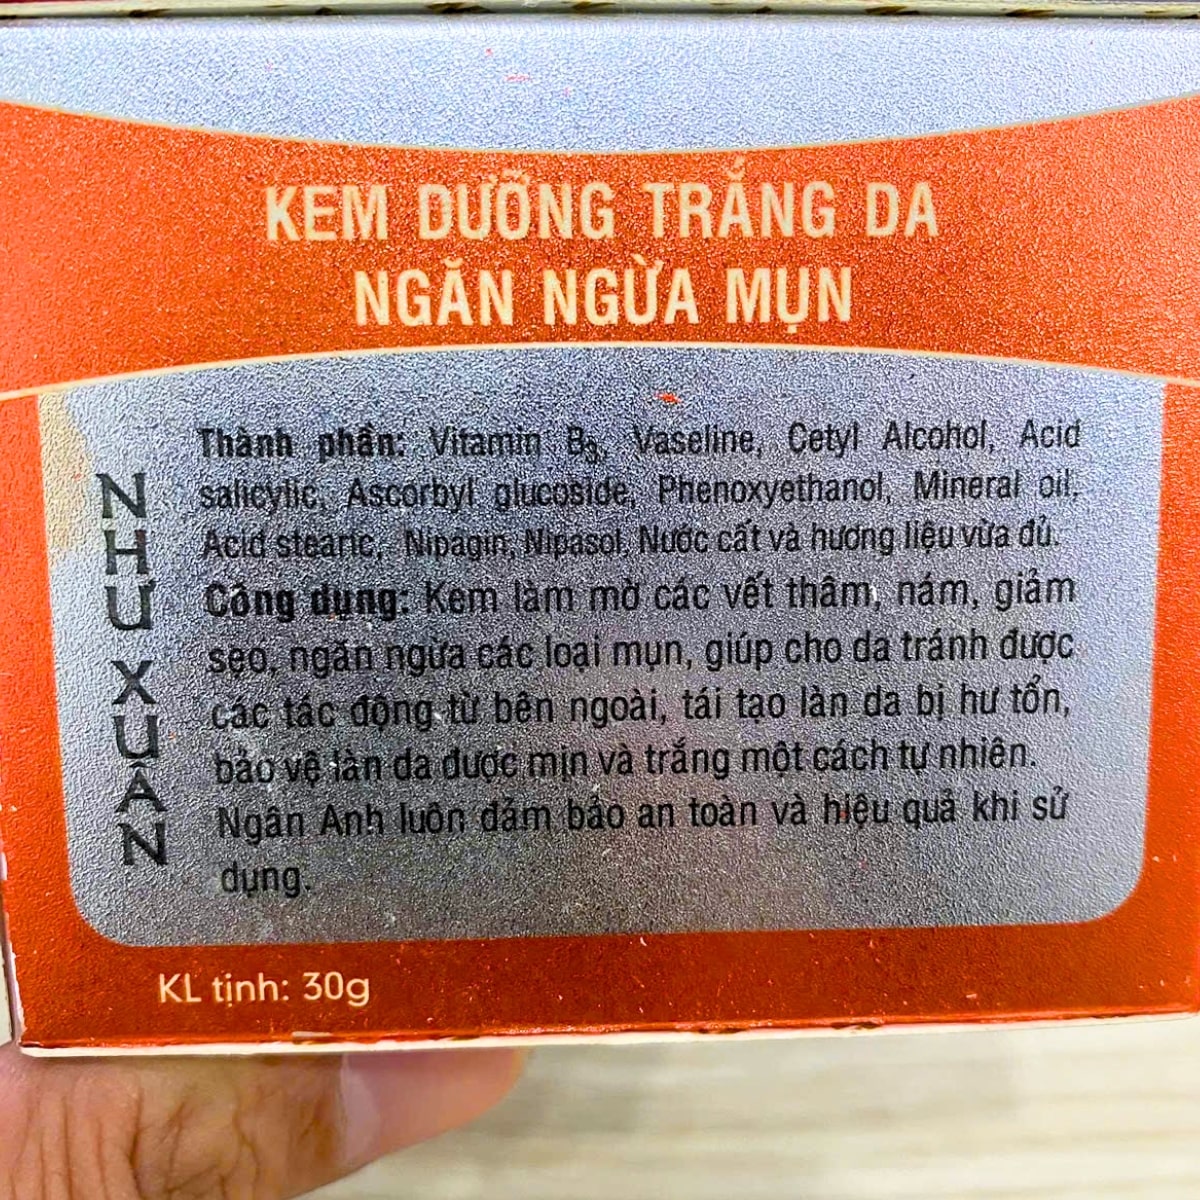 KEM DƯỠNG TRẮNG DA
NGĂN NGỪA MỤN
NHƯ XUÂN
Thành phần: Vitamin B₃, Vaseline, Cetyl Alcohol, Acid
salicylic, Ascorbyl glucoside, Phenoxyethanol, Mineral oil,
Acid stearic, Nipagin, Nipasol, Nước cất và hương liệu vừa đủ.
Công dụng: Kem làm mờ các vết thâm, nám, giảm
sẹo, ngăn ngừa các loại mụn, giúp cho da tránh được
các tác động từ bên ngoài, tái tạo làn da bị hư tổn,
bảo vệ làn da được mịn và trắng một cách tự nhiên.
Ngân Anh luôn đảm bảo an toàn và hiệu quả khi sử
dụng.
KL tịnh: 30g